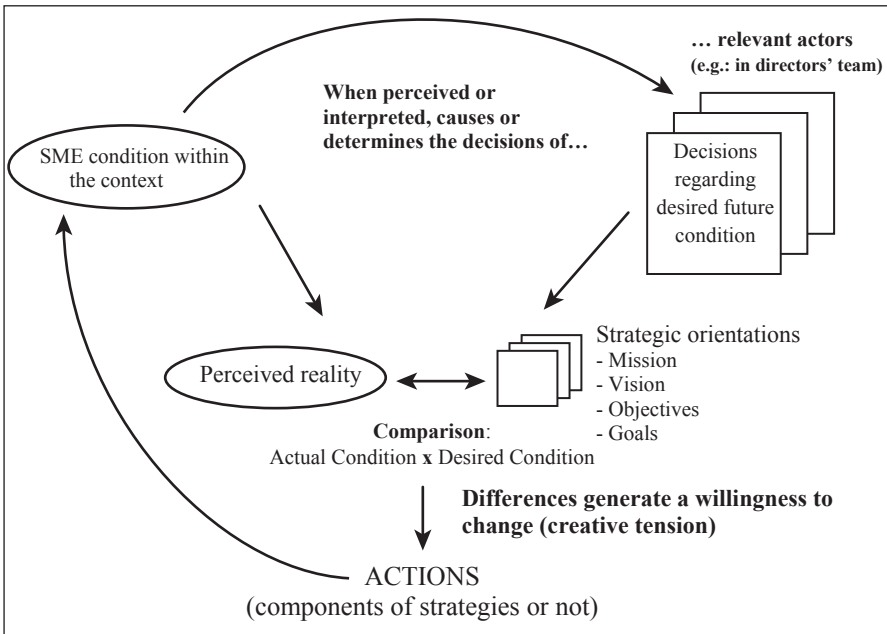 … relevant actors
(e.g.: in directors’ team)
When perceived or
interpreted, causes or
determines the decisions of…
SME condition within
the context
Decisions
regarding
desired future
condition
Perceived reality
Strategic orientations
- Mission
- Vision
- Objectives
- Goals
Comparison:
Actual Condition x Desired Condition
Differences generate a willingness to
change (creative tension)
ACTIONS
(components of strategies or not)